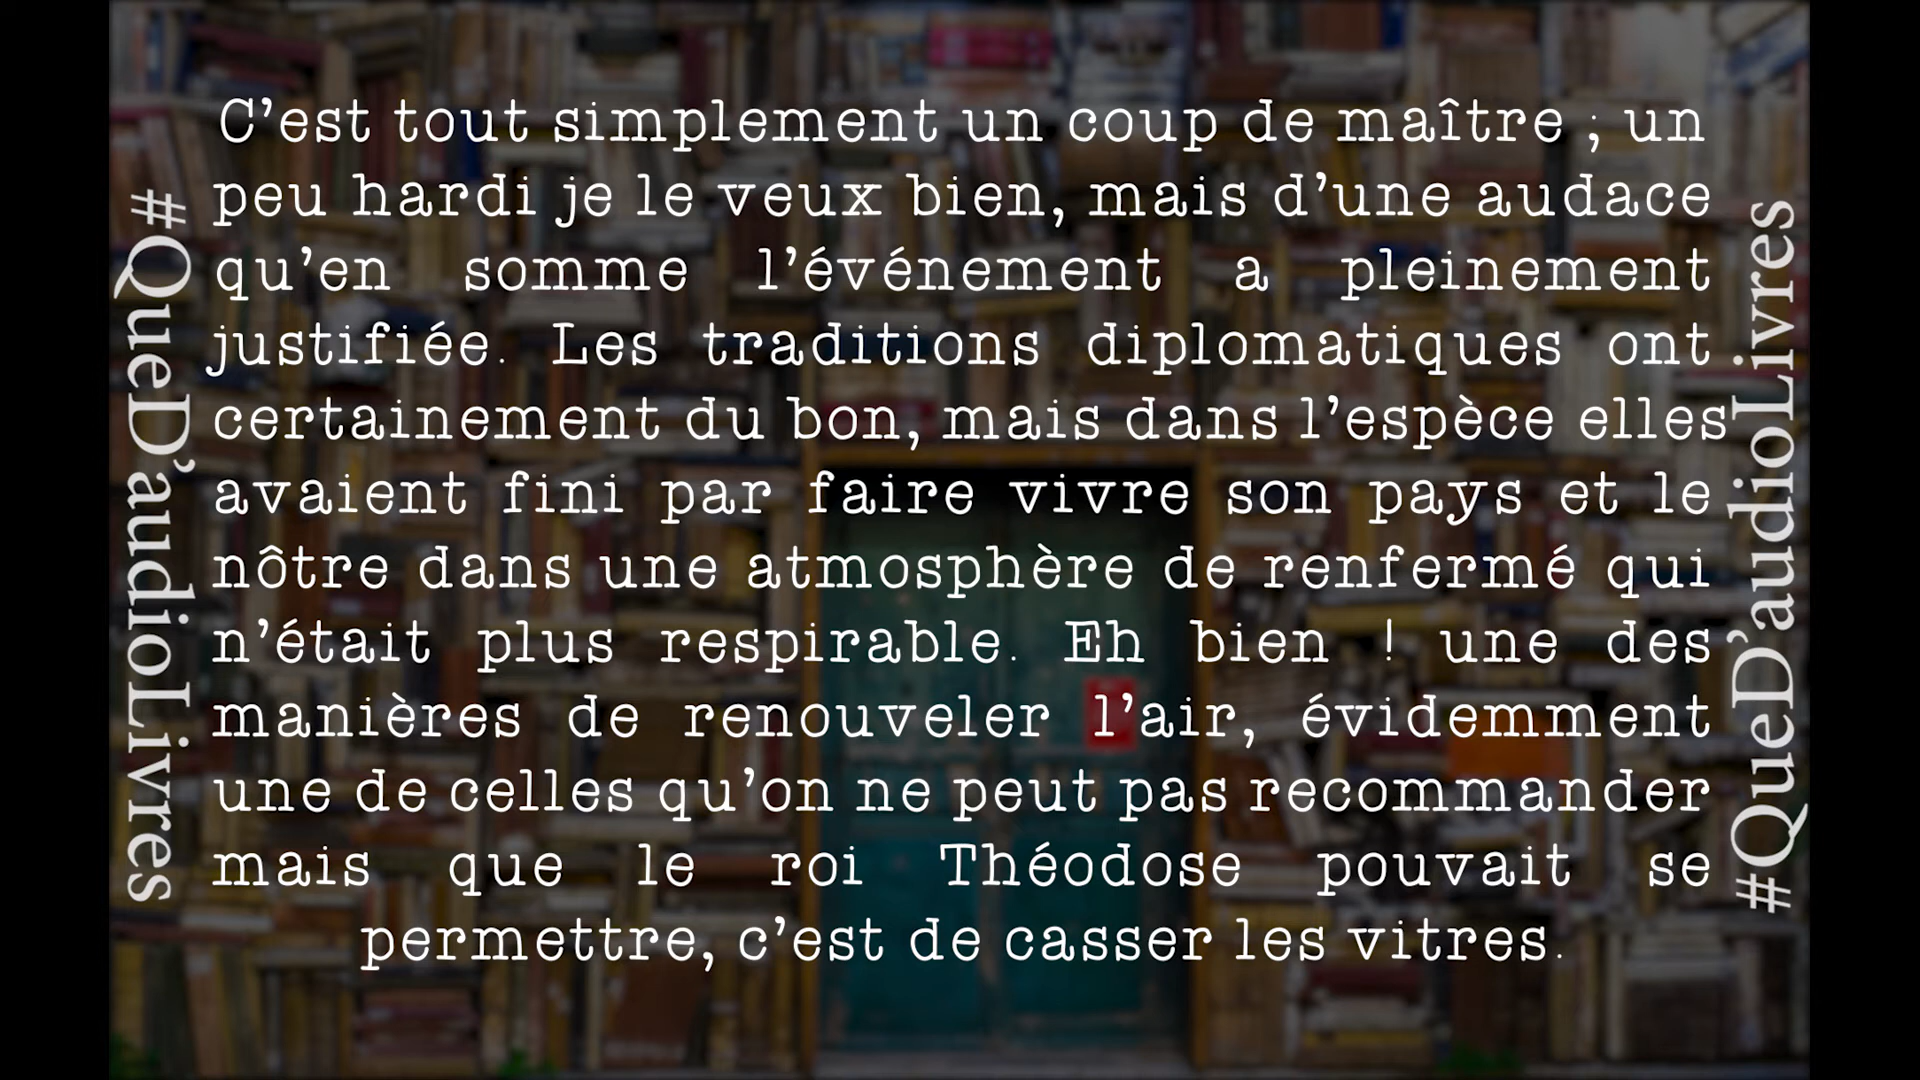 C’est tout simplement un coup de maître ; un
peu hardi je le veux bien, mais d’une audace
qu’en somme l’événement a pleinement
justifiée. Les traditions diplomatiques ont
certainement du bon, mais dans l’espèce elles
avaient fini par faire vivre son pays et le
nôtre dans une atmosphère de renfermé qui
n’était plus respirable. Eh bien ! une des
manières de renouveler l’air, évidemment
une de celles qu’on ne peut pas recommander
mais que le roi Théodose pouvait se
permettre, c’est de casser les vitres.
#QueD’audioLivres
#QueD’audioLivres